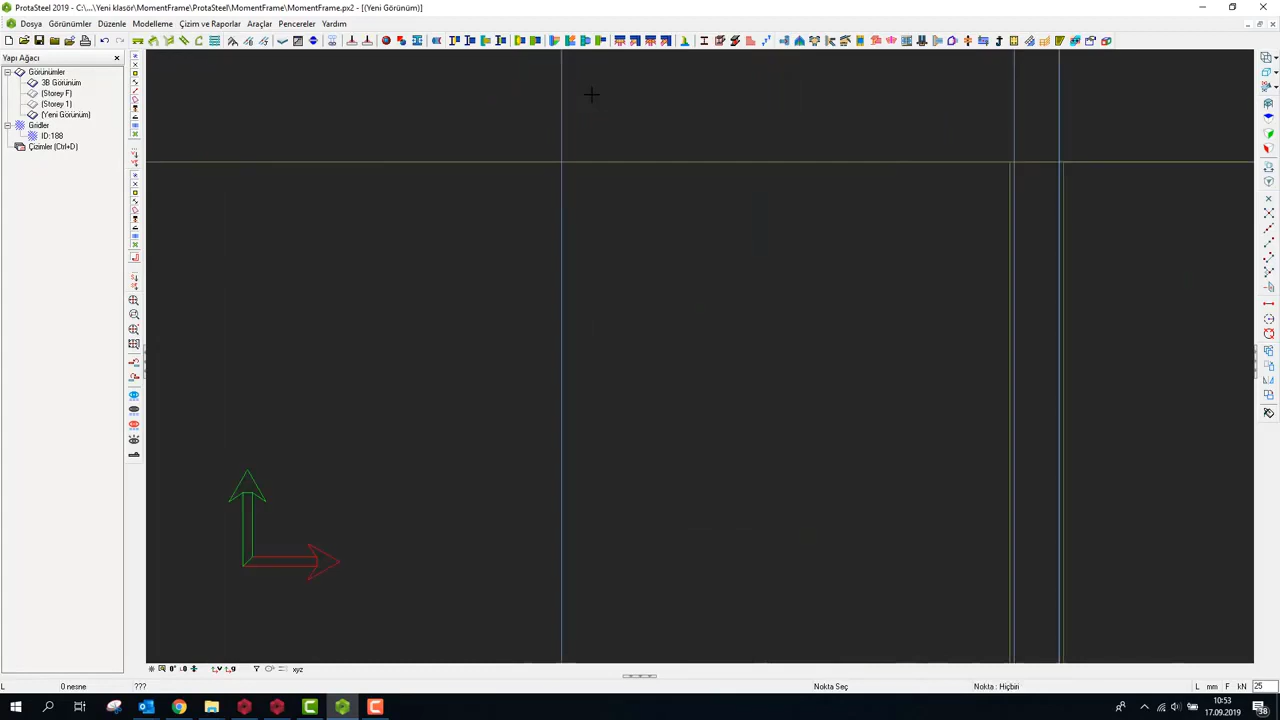 ProtaSteel 2019 - C:\...\Yeni klasör\MomentFrame\ProtaSteel\MomentFrame\MomentFrame.px2 - [(Yeni Görünüm)]
Dosya Görünümler Düzenle Modelleme Çizim ve Raporlar Araçlar Pencereler Yardım
Yapı Ağacı
Görünümler
3B Görünüm
(Storey F)
(Storey 1)
(Yeni Görünüm)
Gridler
ID:188
Çizimler (Ctrl+D)
xyz
L 0 nesne ??? Nokta Seç Nokta : Hiçbiri L mm F kN 25
10:53
17.09.2019
38